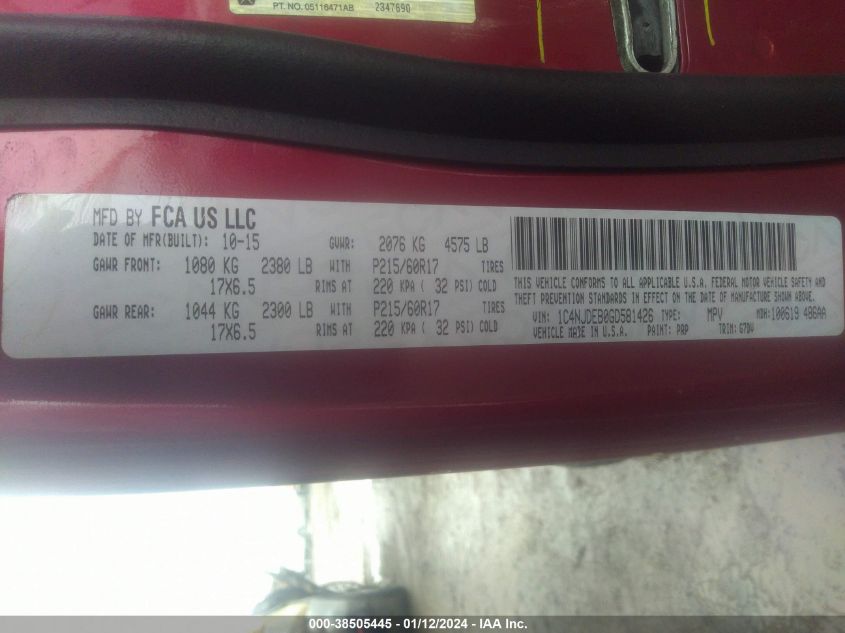 PT. NO. 05116471AB 2347690
MFD BY FCA US LLC
DATE OF MFR(BUILT): 10-15 GVWR: 2076 KG 4575 LB
GAWR FRONT: 1080 KG 2380 LB WITH P215/60R17 TIRES
17X6.5 RIMS AT 220 KPA ( 32 PSI) COLD
GAWR REAR: 1044 KG 2300 LB WITH P215/60R17 TIRES
17X6.5 RIMS AT 220 KPA ( 32 PSI) COLD
THIS VEHICLE CONFORMS TO ALL APPLICABLE U.S.A. FEDERAL MOTOR VEHICLE SAFETY AND
THEFT PREVENTION STANDARDS IN EFFECT ON THE DATE OF MANUFACTURE SHOWN ABOVE.
VIN: 1C4NJDEB0GD581426 TYPE: MPV MDH: 100619 486AA
VEHICLE MADE IN U.S.A. PAINT: PRP TRIM: G7DV
000-38505445 - 01/12/2024 - IAA Inc.